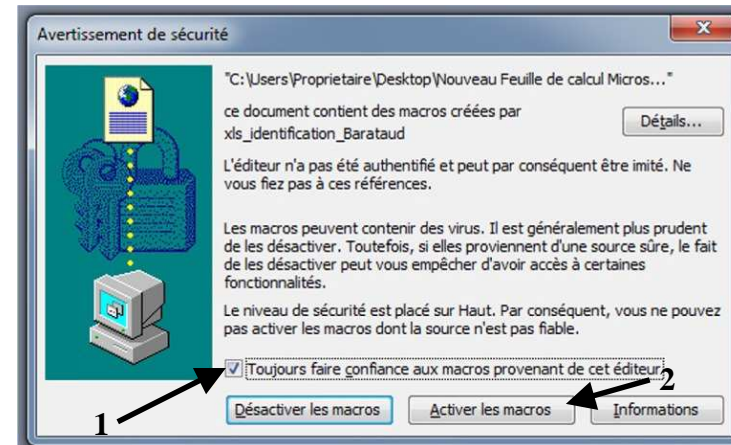 Avertissement de sécurité
"C:\Users\Proprietaire\Desktop\Nouveau Feuille de calcul Micros..."
ce document contient des macros créées par
xls_identification_Barataud
Détails...
L'éditeur n'a pas été authentifié et peut par conséquent être imité. Ne
vous fiez pas à ces références.
Les macros peuvent contenir des virus. Il est généralement plus prudent
de les désactiver. Toutefois, si elles proviennent d'une source sûre, le fait
de les désactiver peut vous empêcher d'avoir accès à certaines
fonctionnalités.
Le niveau de sécurité est placé sur Haut. Par conséquent, vous ne pouvez
pas activer les macros dont la source n'est pas fiable.
Toujours faire confiance aux macros provenant de cet éditeur.
2
Désactiver les macros Activer les macros Informations
1